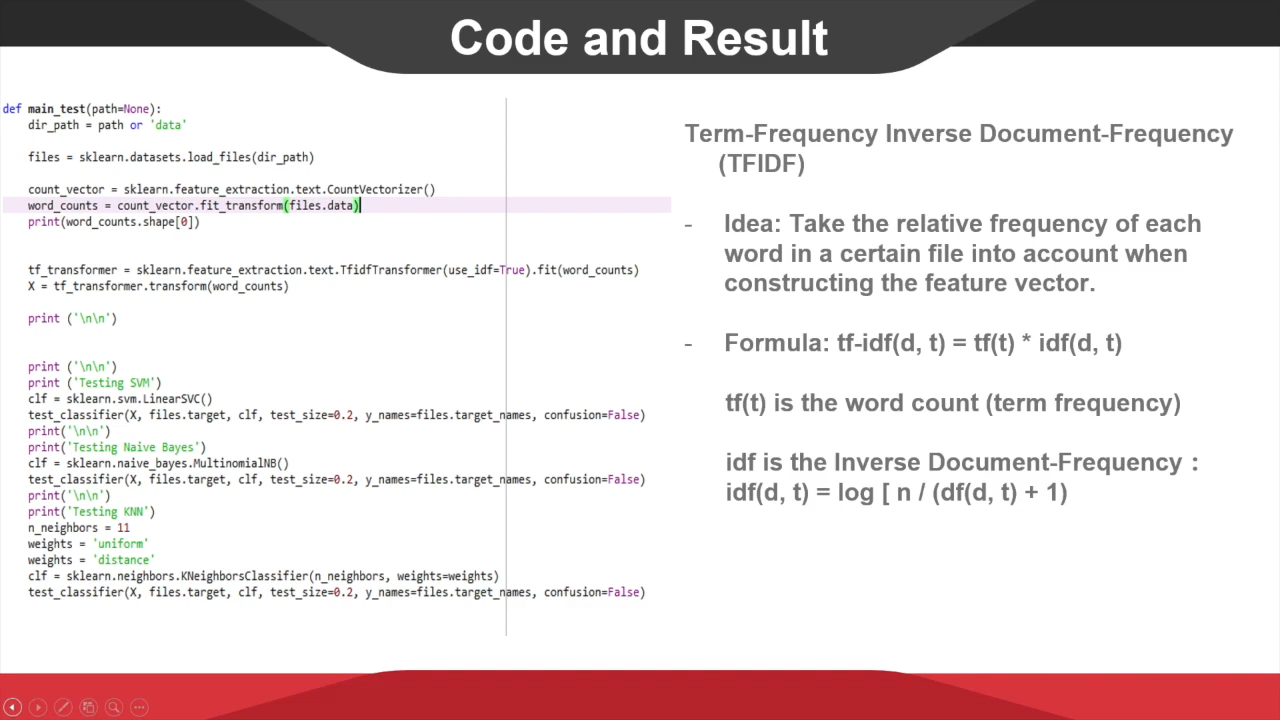 Code and Result
def main_test(path=None):
    dir_path = path or 'data'
    files = sklearn.datasets.load_files(dir_path)
    count_vector = sklearn.feature_extraction.text.CountVectorizer()
    word_counts = count_vector.fit_transform(files.data)
    print(word_counts.shape[0])
    tf_transformer = sklearn.feature_extraction.text.TfidfTransformer(use_idf=True).fit(word_counts)
    X = tf_transformer.transform(word_counts)
    print ('\n\n')
    print ('\n\n')
    print ('Testing SVM')
    clf = sklearn.svm.LinearSVC()
    test_classifier(X, files.target, clf, test_size=0.2, y_names=files.target_names, confusion=False)
    print('\n\n')
    print('Testing Naive Bayes')
    clf = sklearn.naive_bayes.MultinomialNB()
    test_classifier(X, files.target, clf, test_size=0.2, y_names=files.target_names, confusion=False)
    print('\n\n')
    print('Testing KNN')
    n_neighbors = 11
    weights = 'uniform'
    weights = 'distance'
    clf = sklearn.neighbors.KNeighborsClassifier(n_neighbors, weights=weights)
    test_classifier(X, files.target, clf, test_size=0.2, y_names=files.target_names, confusion=False)
Term-Frequency Inverse Document-Frequency
(TFIDF)
- Idea: Take the relative frequency of each
word in a certain file into account when
constructing the feature vector.
- Formula: tf-idf(d, t) = tf(t) * idf(d, t)
tf(t) is the word count (term frequency)
idf is the Inverse Document-Frequency：
idf(d, t) = log [ n / (df(d, t) + 1)